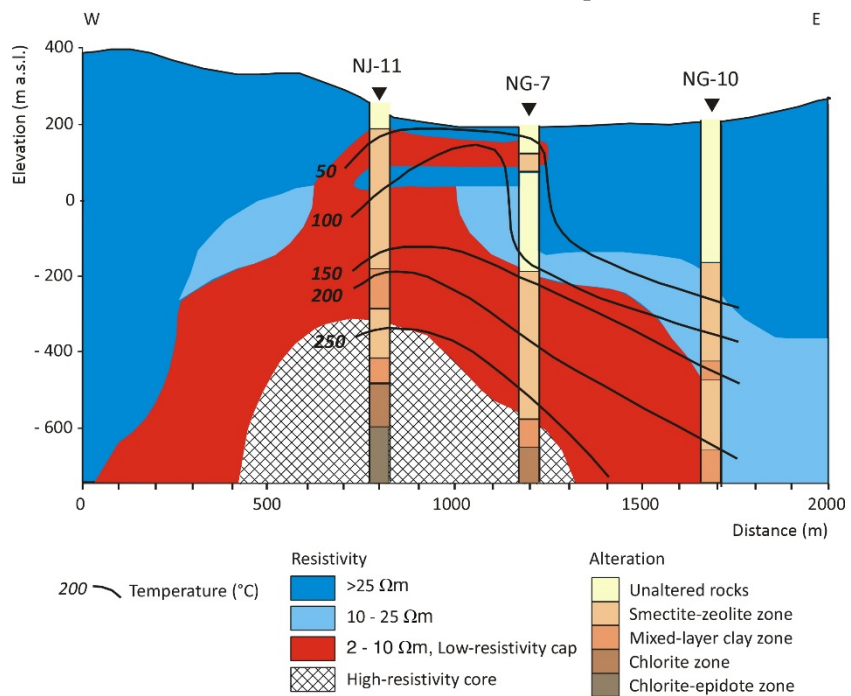 W
E
Elevation (m a.s.l.)
400
200
0
- 200
- 400
- 600
NJ-11
NG-7
NG-10
50
100
150
200
250
0
500
1000
1500
2000
Distance (m)
200 Temperature (°C)
Resistivity
>25 Ωm
10 - 25 Ωm
2 - 10 Ωm, Low-resistivity cap
High-resistivity core
Alteration
Unaltered rocks
Smectite-zeolite zone
Mixed-layer clay zone
Chlorite zone
Chlorite-epidote zone